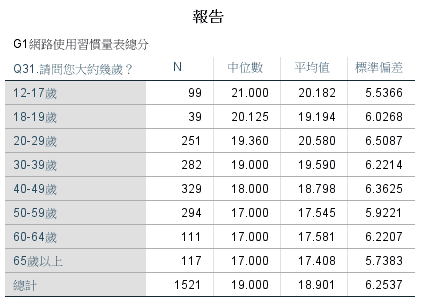 報告
G1網路使用習慣量表總分
Q31.請問您大約幾歲？ N 中位數 平均值 標準偏差
12-17歲 99 21.000 20.182 5.5366
18-19歲 39 20.125 19.194 6.0268
20-29歲 251 19.360 20.580 6.5087
30-39歲 282 19.000 19.590 6.2214
40-49歲 329 18.000 18.798 6.3625
50-59歲 294 17.000 17.545 5.9221
60-64歲 111 17.000 17.581 6.2207
65歲以上 117 17.000 17.408 5.7383
總計 1521 19.000 18.901 6.2537